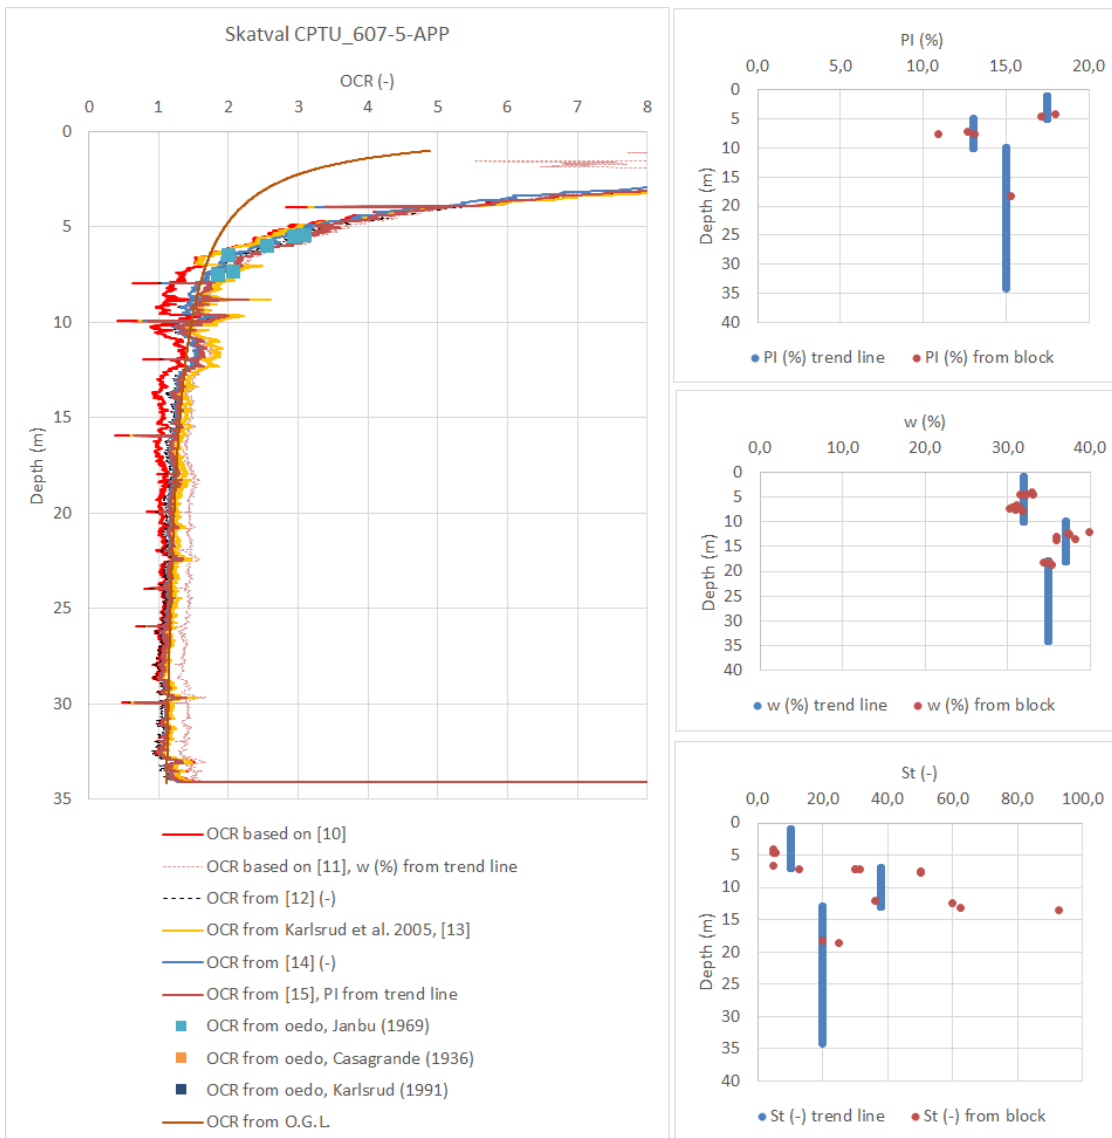 Skatval CPTU_607-5-APP
OCR (-)
0 1 2 3 4 5 6 7 8
0
5
10
15
20
25
30
35
Depth (m)
OCR based on [10]
OCR based on [11], w (%) from trend line
OCR from [12] (-)
OCR from Karlsrud et al. 2005, [13]
OCR from [14] (-)
OCR from [15], PI from trend line
OCR from oedo, Janbu (1969)
OCR from oedo, Casagrande (1936)
OCR from oedo, Karlsrud (1991)
OCR from O.G.L.
PI (%)
0,0 5,0 10,0 15,0 20,0
0
5
10
15
20
25
30
35
40
Depth (m)
PI (%) trend line PI (%) from block
w (%)
0,0 10,0 20,0 30,0 40,0
0
5
10
15
20
25
30
35
40
Depth (m)
w (%) trend line w (%) from block
St (-)
0,0 20,0 40,0 60,0 80,0 100,0
0
5
10
15
20
25
30
35
40
Depth (m)
St (-) trend line St (-) from block